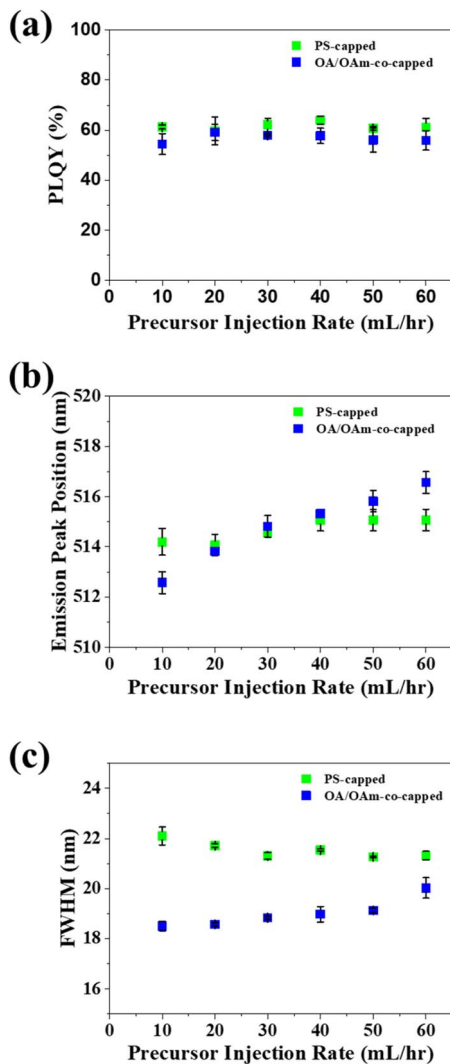 (a)
100
80
60
40
20
0
PLQY (%)
PS-capped
OA/OAm-co-capped
0 10 20 30 40 50 60
Precursor Injection Rate (mL/hr)
(b)
520
518
516
514
512
510
Emission Peak Position (nm)
PS-capped
OA/OAm-co-capped
0 10 20 30 40 50 60
Precursor Injection Rate (mL/hr)
(c)
24
22
20
18
16
FWHM (nm)
PS-capped
OA/OAm-co-capped
0 10 20 30 40 50 60
Precursor Injection Rate (mL/hr)